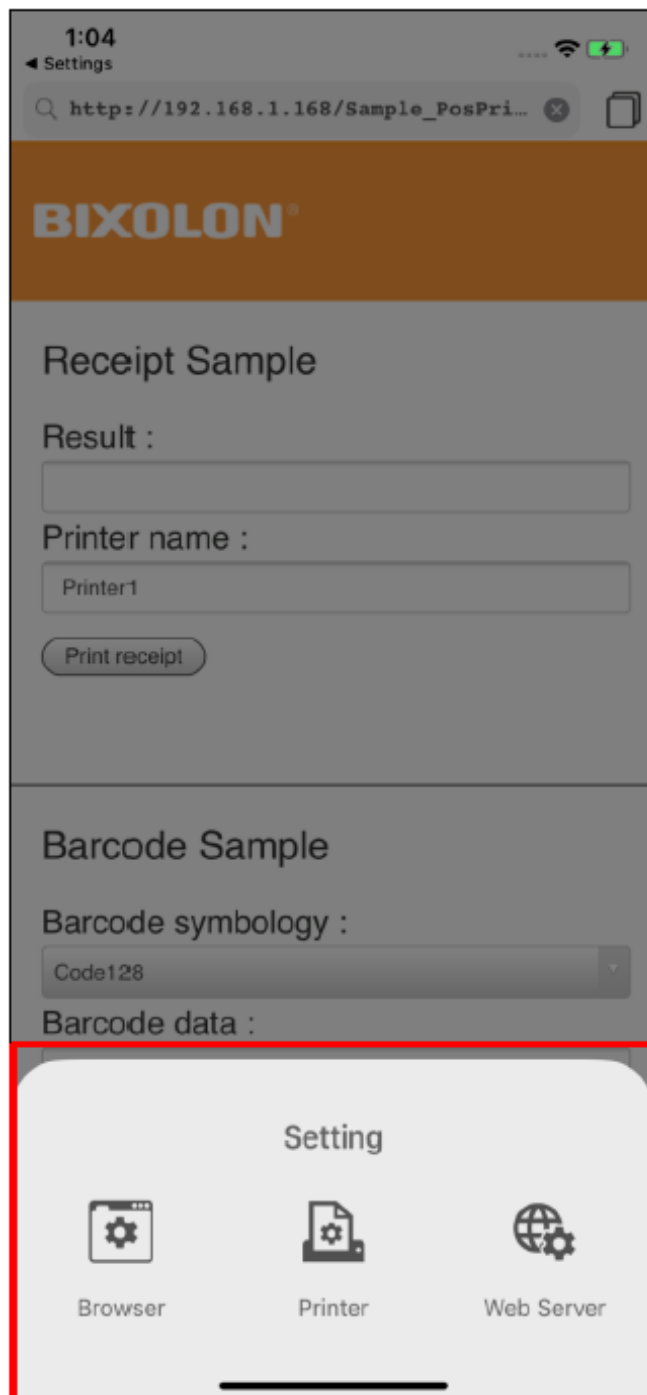 1:04
◀ Settings
http://192.168.1.168/Sample_PosPri…
BIXOLON®
Receipt Sample
Result :
Printer name :
Printer1
Print receipt
Barcode Sample
Barcode symbology :
Code128
Barcode data :
Setting
Browser Printer Web Server